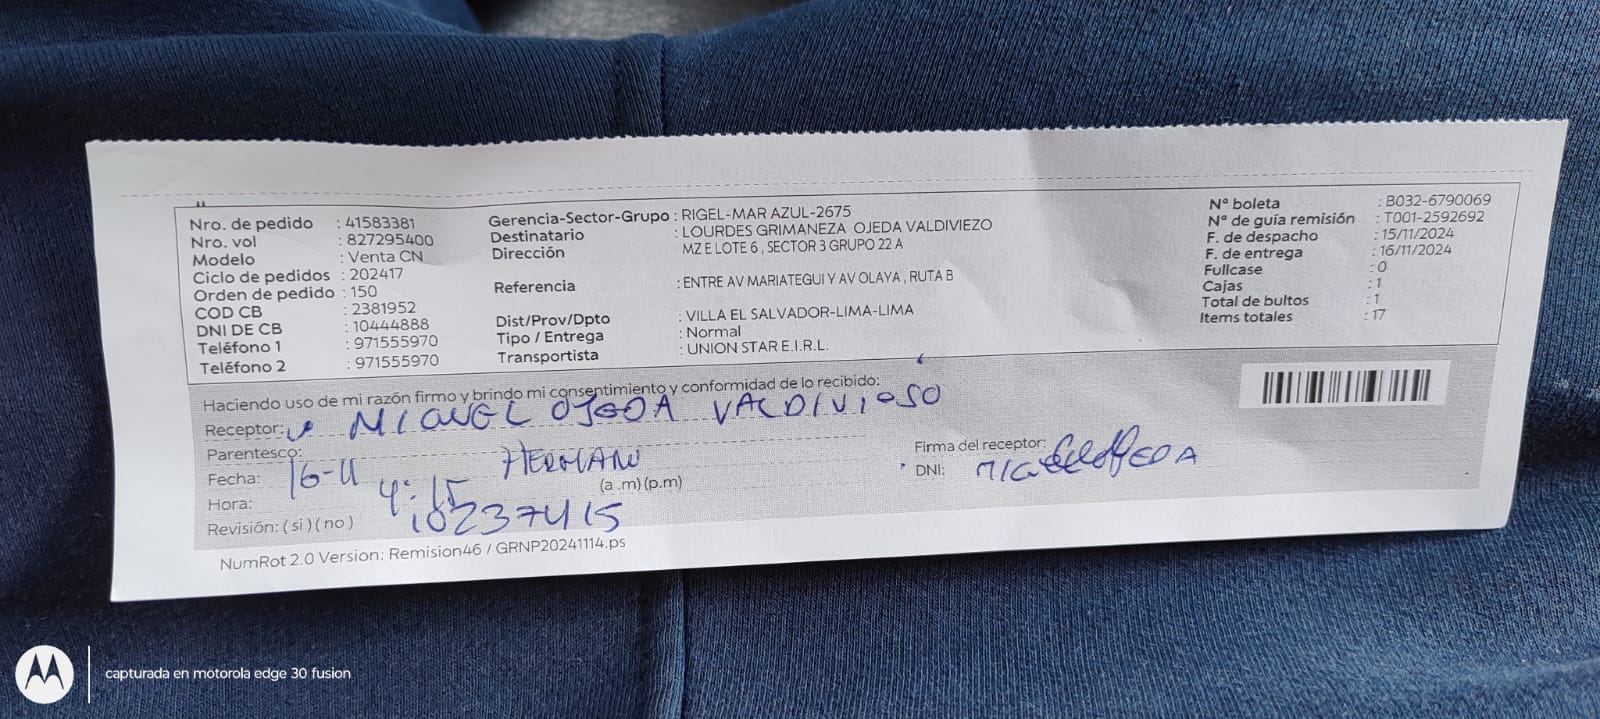 Nro. de pedido : 41583381
Nro. vol : 827295400
Modelo : Venta CN
Ciclo de pedidos : 202417
Orden de pedido : 150
COD CB : 2381952
DNI DE CB : 10444888
Teléfono 1 : 971555970
Teléfono 2 : 971555970
Gerencia-Sector-Grupo : RIGEL-MAR AZUL-2675
Destinatario : LOURDES GRIMANEZA OJEDA VALDIVIEZO
Dirección MZ E LOTE 6 , SECTOR 3 GRUPO 22 A
Referencia : ENTRE AV MARIATEGUI Y AV OLAYA , RUTA B
Dist/Prov/Dpto : VILLA EL SALVADOR-LIMA-LIMA
Tipo / Entrega : Normal
Transportista : UNION STAR E.I.R.L.
N° boleta : B032-6790069
N° de guía remisión : T001-2592692
F. de despacho : 15/11/2024
F. de entrega : 16/11/2024
Fullcase : 0
Cajas : 1
Total de bultos : 1
Items totales : 17
Haciendo uso de mi razón firmo y brindo mi consentimiento y conformidad de lo recibido:
Receptor: MIGUEL OJEDA VALDIVIESO
Parentesco: HERMANO
Fecha: 16-11
Hora: 4:15 (a .m) (p.m)
Revisión: ( si ) ( no ) 10237415
Firma del receptor:
DNI:
NumRot 2.0 Version: Remision46 / GRNP20241114.ps
capturada en motorola edge 30 fusion